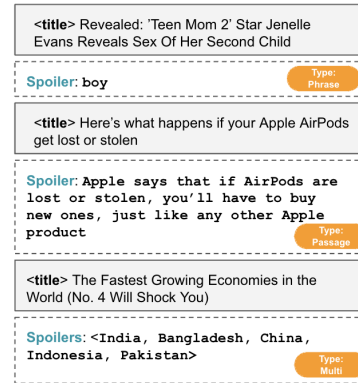 <title> Revealed: 'Teen Mom 2' Star Jenelle
Evans Reveals Sex Of Her Second Child
Spoiler: boy
Type:
Phrase
<title> Here's what happens if your Apple AirPods
get lost or stolen
Spoiler: Apple says that if AirPods are
lost or stolen, you'll have to buy
new ones, just like any other Apple
product
Type:
Passage
<title> The Fastest Growing Economies in the
World (No. 4 Will Shock You)
Spoilers: <India, Bangladesh, China,
Indonesia, Pakistan>
Type:
Multi